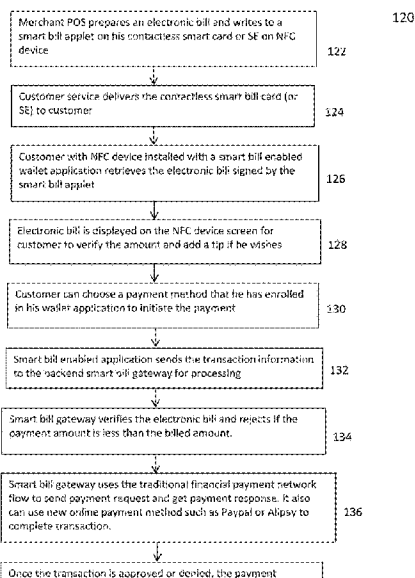 120
Merchant POS prepares an electronic bill and writes to a
smart bill applet on his contactless smart card or SE on NFC
device
122
Customer service delivers the contactless smart bill card (or
SE) to customer
124
Customer with NFC device installed with a smart bill enabled
wallet application retrieves the electronic bill signed by the
smart bill applet
126
Electronic bill is displayed on the NFC device screen for
customer to verify the amount and add a tip if he wishes
128
Customer can choose a payment method that he has enrolled
in his wallet application to initiate the payment
130
Smart bill enabled application sends the transaction information
to the backend smart bill gateway for processing
132
Smart bill gateway verifies the electronic bill and rejects if the
payment amount is less than the billed amount.
134
Smart bill gateway uses the traditional financial payment network
flow to send payment request and get payment response. It also
can use new online payment method such as Paypal or Alipay to
complete transaction.
136
Once the transaction is approved or denied, the payment